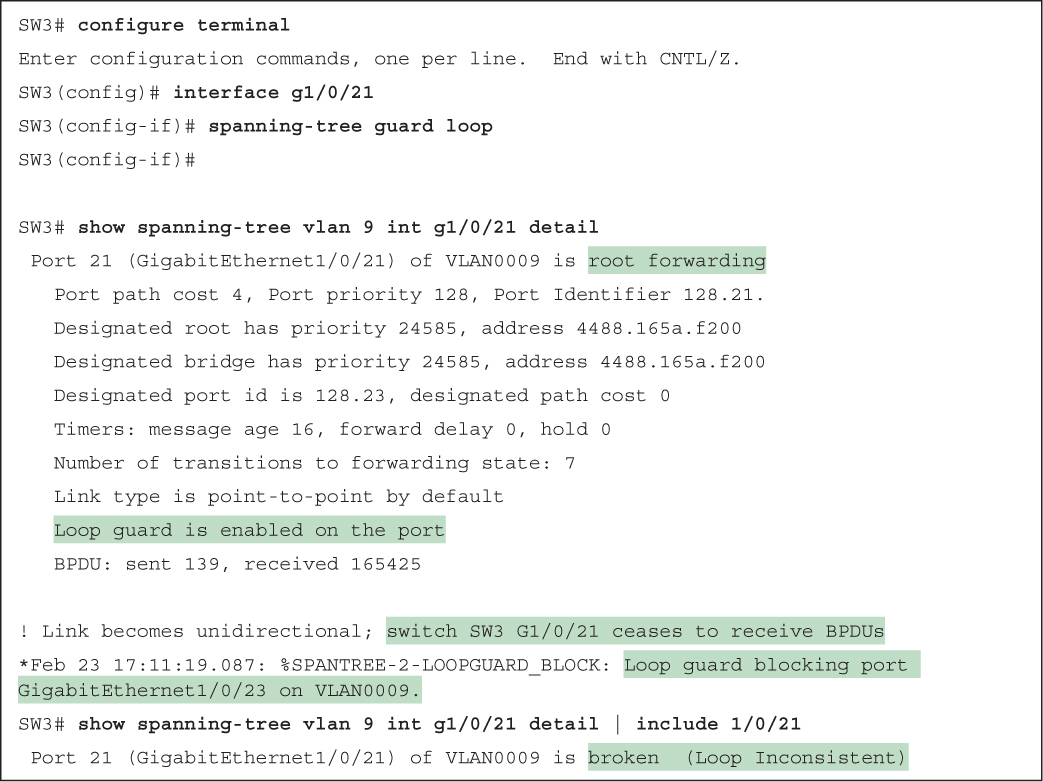 SW3# configure terminal
Enter configuration commands, one per line.  End with CNTL/Z.
SW3(config)# interface g1/0/21
SW3(config-if)# spanning-tree guard loop
SW3(config-if)#
SW3# show spanning-tree vlan 9 int g1/0/21 detail
Port 21 (GigabitEthernet1/0/21) of VLAN0009 is root forwarding
Port path cost 4, Port priority 128, Port Identifier 128.21.
Designated root has priority 24585, address 4488.165a.f200
Designated bridge has priority 24585, address 4488.165a.f200
Designated port id is 128.23, designated path cost 0
Timers: message age 16, forward delay 0, hold 0
Number of transitions to forwarding state: 7
Link type is point-to-point by default
Loop guard is enabled on the port
BPDU: sent 139, received 165425
! Link becomes unidirectional; switch SW3 G1/0/21 ceases to receive BPDUs
*Feb 23 17:11:19.087: %SPANTREE-2-LOOPGUARD_BLOCK: Loop guard blocking port
GigabitEthernet1/0/23 on VLAN0009.
SW3# show spanning-tree vlan 9 int g1/0/21 detail | include 1/0/21
Port 21 (GigabitEthernet1/0/21) of VLAN0009 is broken  (Loop Inconsistent)